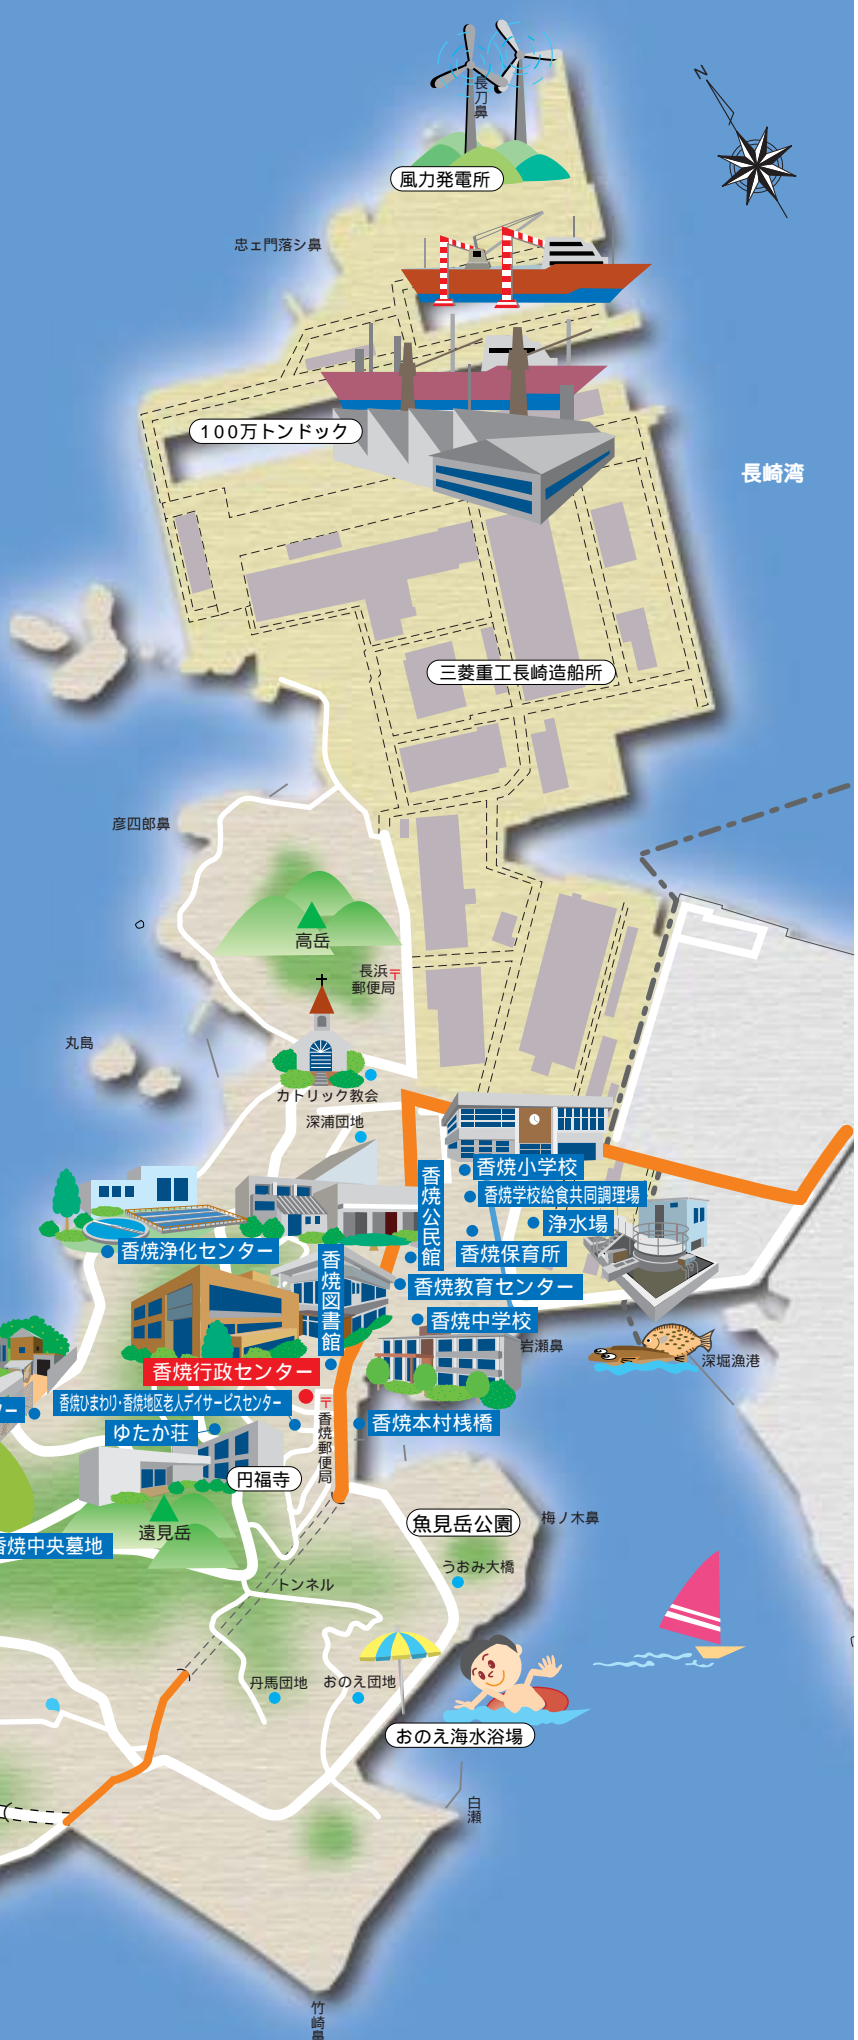 N
長刀鼻
風力発電所
忠ェ門落シ鼻
100万トンドック
長崎湾
三菱重工長崎造船所
彦四郎鼻
高岳
長浜〒
郵便局
丸島
カトリック教会
深浦団地
香焼小学校
香焼公民館
香焼学校給食共同調理場
浄水場
香焼浄化センター
香焼保育所
香焼図書館
香焼教育センター
香焼中学校
岩瀬鼻
深堀漁港
香焼行政センター
香焼ひまわり・香焼地区老人デイサービスセンター
ー
〒香焼郵便局
香焼本村桟橋
ゆたか荘
円福寺
魚見岳公園
梅ノ木鼻
遠見岳
香焼中央墓地
うおみ大橋
トンネル
丹馬団地
おのえ団地
おのえ海水浴場
白瀬
竹崎鼻